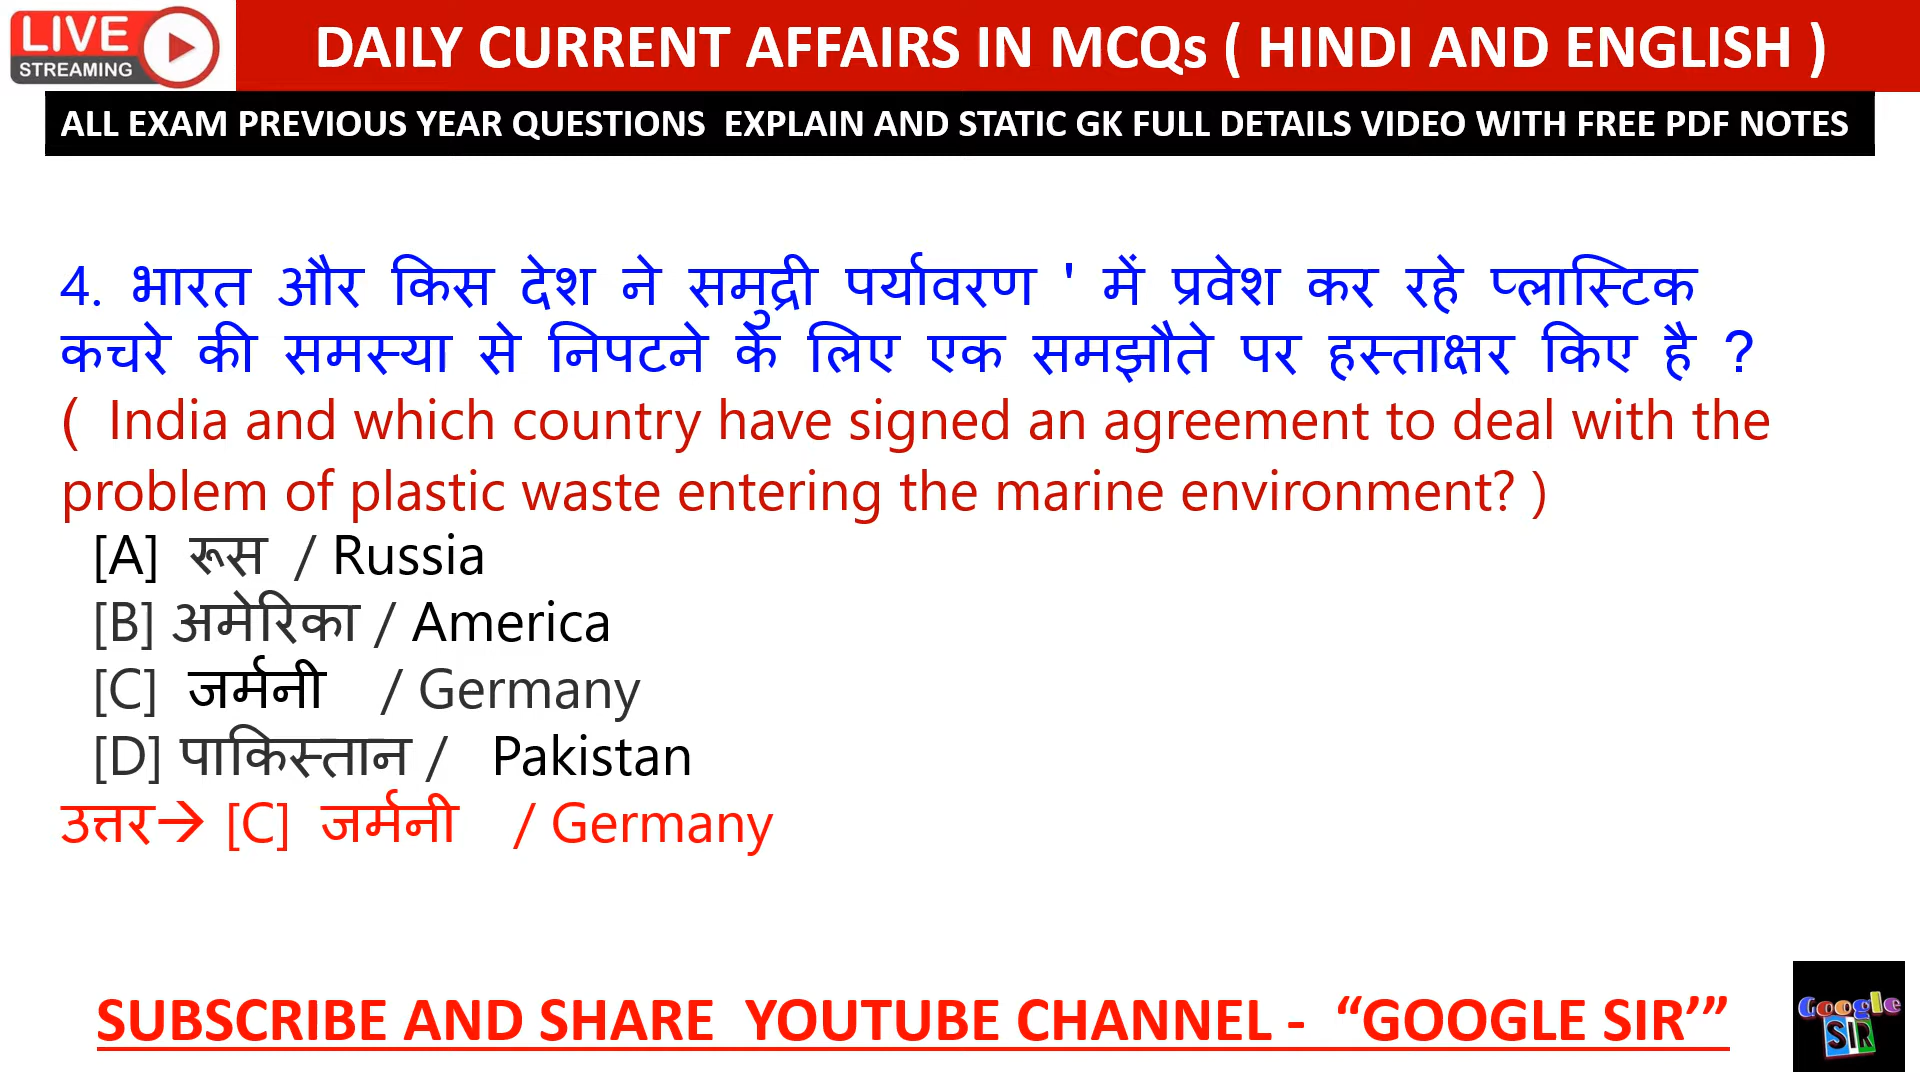 LIVE
STREAMING
DAILY CURRENT AFFAIRS IN MCQs ( HINDI AND ENGLISH )
ALL EXAM PREVIOUS YEAR QUESTIONS EXPLAIN AND STATIC GK FULL DETAILS VIDEO WITH FREE PDF NOTES
4. भारत और किस देश ने समुद्री पर्यावरण ' में प्रवेश कर रहे प्लास्टिक
कचरे की समस्या से निपटने के लिए एक समझौते पर हस्ताक्षर किए है ?
( India and which country have signed an agreement to deal with the
problem of plastic waste entering the marine environment? )
[A] रूस / Russia
[B] अमेरिका / America
[C] जर्मनी / Germany
[D] पाकिस्तान / Pakistan
उत्तर→ [C] जर्मनी / Germany
SUBSCRIBE AND SHARE YOUTUBE CHANNEL - “GOOGLE SIR’”
Google
SIR